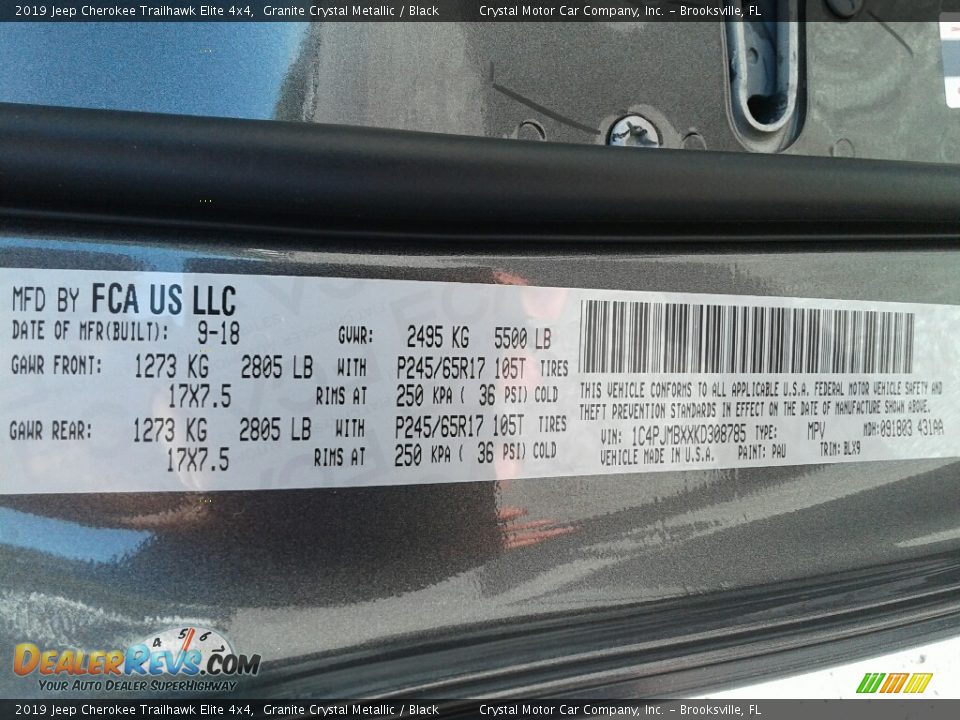 2019 Jeep Cherokee Trailhawk Elite 4x4, Granite Crystal Metallic / Black Crystal Motor Car Company, Inc. - Brooksville, FL
MFD BY FCA US LLC
DATE OF MFR(BUILT): 9-18 GVWR: 2495 KG 5500 LB
GAWR FRONT: 1273 KG 2805 LB WITH P245/65R17 105T TIRES
17X7.5 RIMS AT 250 KPA ( 36 PSI) COLD
GAWR REAR: 1273 KG 2805 LB WITH P245/65R17 105T TIRES
17X7.5 RIMS AT 250 KPA ( 36 PSI) COLD
THIS VEHICLE CONFORMS TO ALL APPLICABLE U.S.A. FEDERAL MOTOR VEHICLE SAFETY AND
THEFT PREVENTION STANDARDS IN EFFECT ON THE DATE OF MANUFACTURE SHOWN ABOVE.
VIN: 1C4PJMBXXKD308785 TYPE: MPV MDH:091803 431AA
VEHICLE MADE IN U.S.A. PAINT: PAU TRIM: BLX9
4 5 6
DEALERREVS.COM
YOUR AUTO DEALER SUPERHIGHWAY
2019 Jeep Cherokee Trailhawk Elite 4x4, Granite Crystal Metallic / Black Crystal Motor Car Company, Inc. - Brooksville, FL